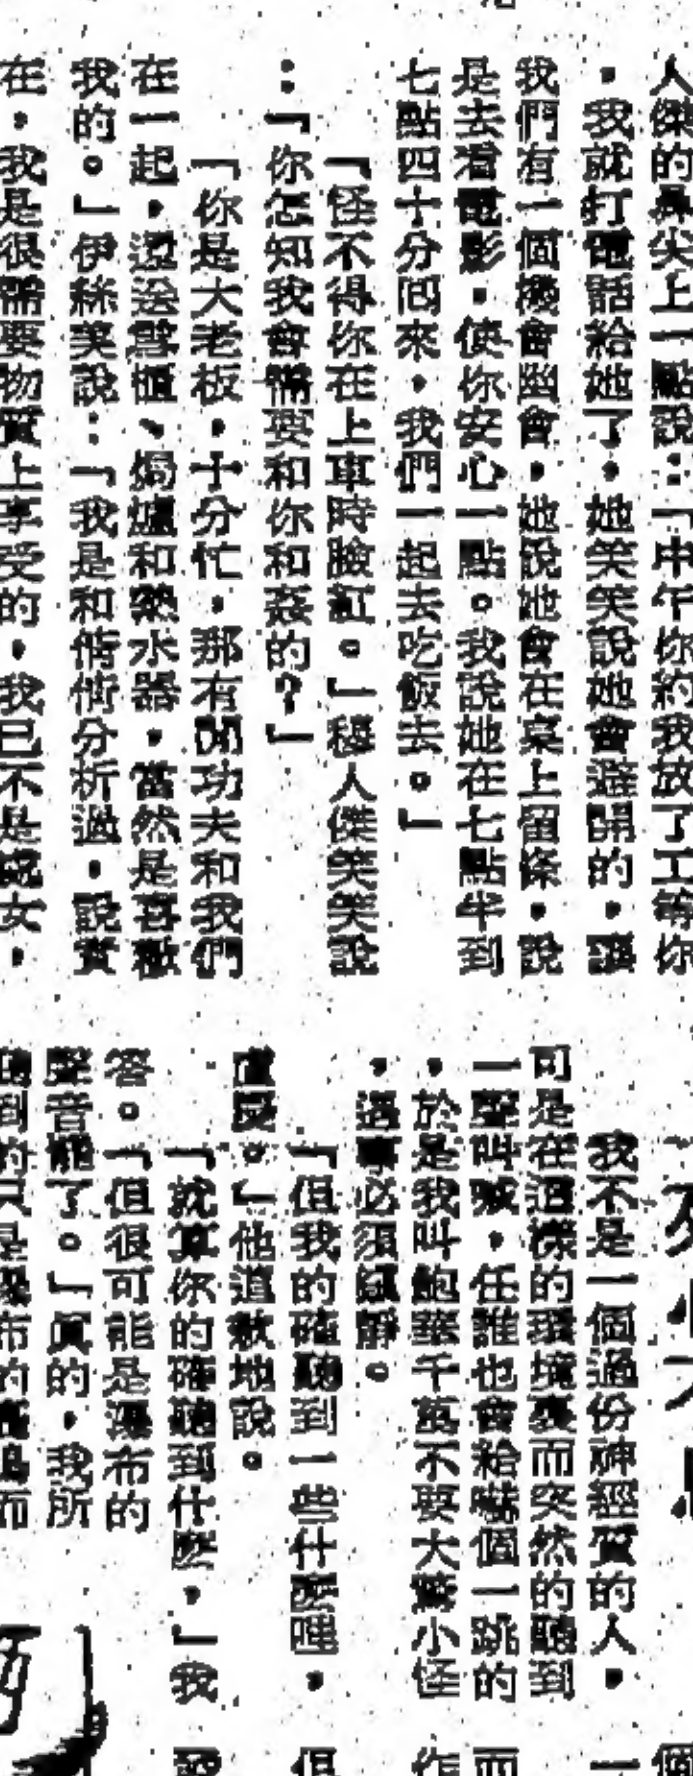 人傑的鼻尖上一點說：「中午你約我放了工等你
，我就打電話給她了，她笑笑說她會避開的，讓
我們有一個機會幽會，她說她會在桌上留條，說
是去看電影，使你安心一點。我說她在七點半到
七點四十分回來，我們一起去吃飯去。」
「怪不得你在上車時臉紅。」穆人傑笑笑說
：「你怎知我會需要和你和姦的？」
「你是大老板，十分忙，那有閒功夫和我們
在一起，還送雪櫃、焗爐和熱水器，當然是喜歡
我的。」伊絲笑說：「我是和倩倩分析過，說實
在，我是很需要物質上享受的，我已不是處女，
我不是一個過份神經質的人，
可是在這樣的環境裏而突然的聽到
一聲叫喊，任誰也會給嚇個一跳的
，於是我叫鮑華千萬不要大驚小怪
，遇事必須鎮靜。
「但我的確聽到一些什麼哩，
盧民。」他道歉地說。
「就算你的確聽到什麼，」我
答。「但很可能是瀑布的
聲音罷了。」真的，我所
聽到的只是瀑布的